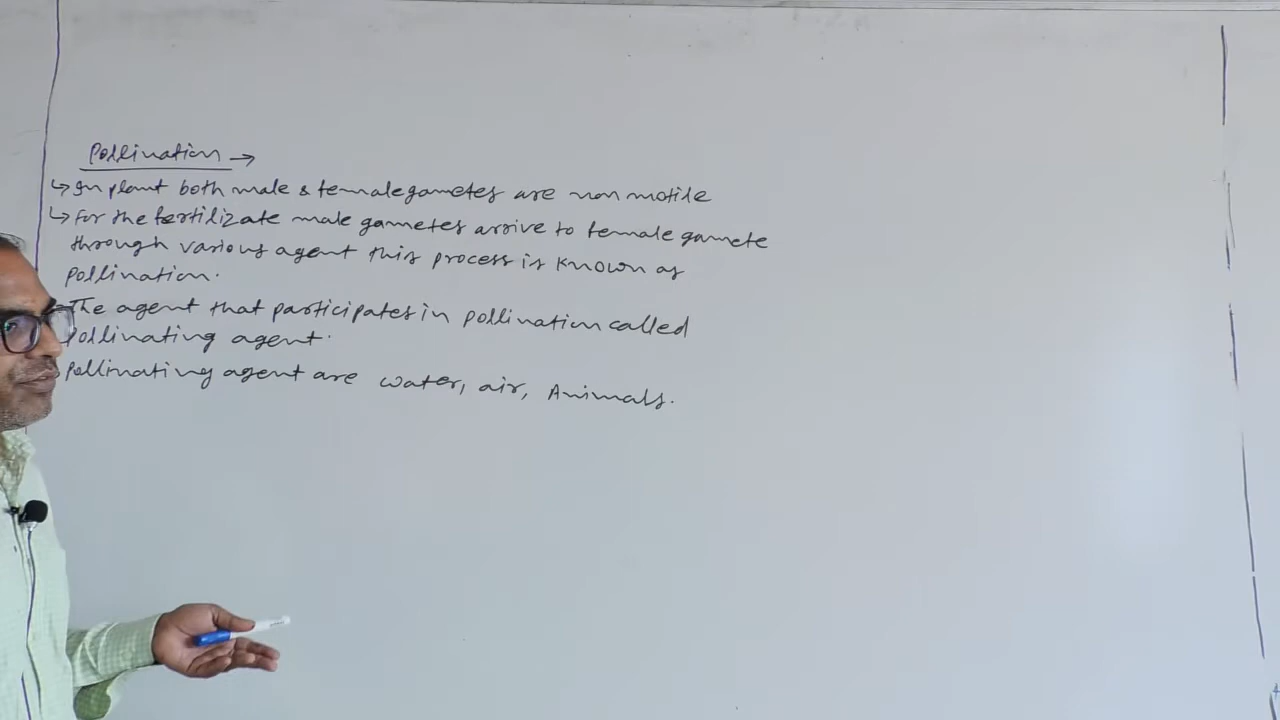 Pollination →
↳ In plant both male & female gametes are non motile
↳ For the fertilizate male gametes arrive to female gamete
through various agent this process is known as
pollination.
The agent that participates in pollination called
pollinating agent.
pollinating agent are water, air, Animals.